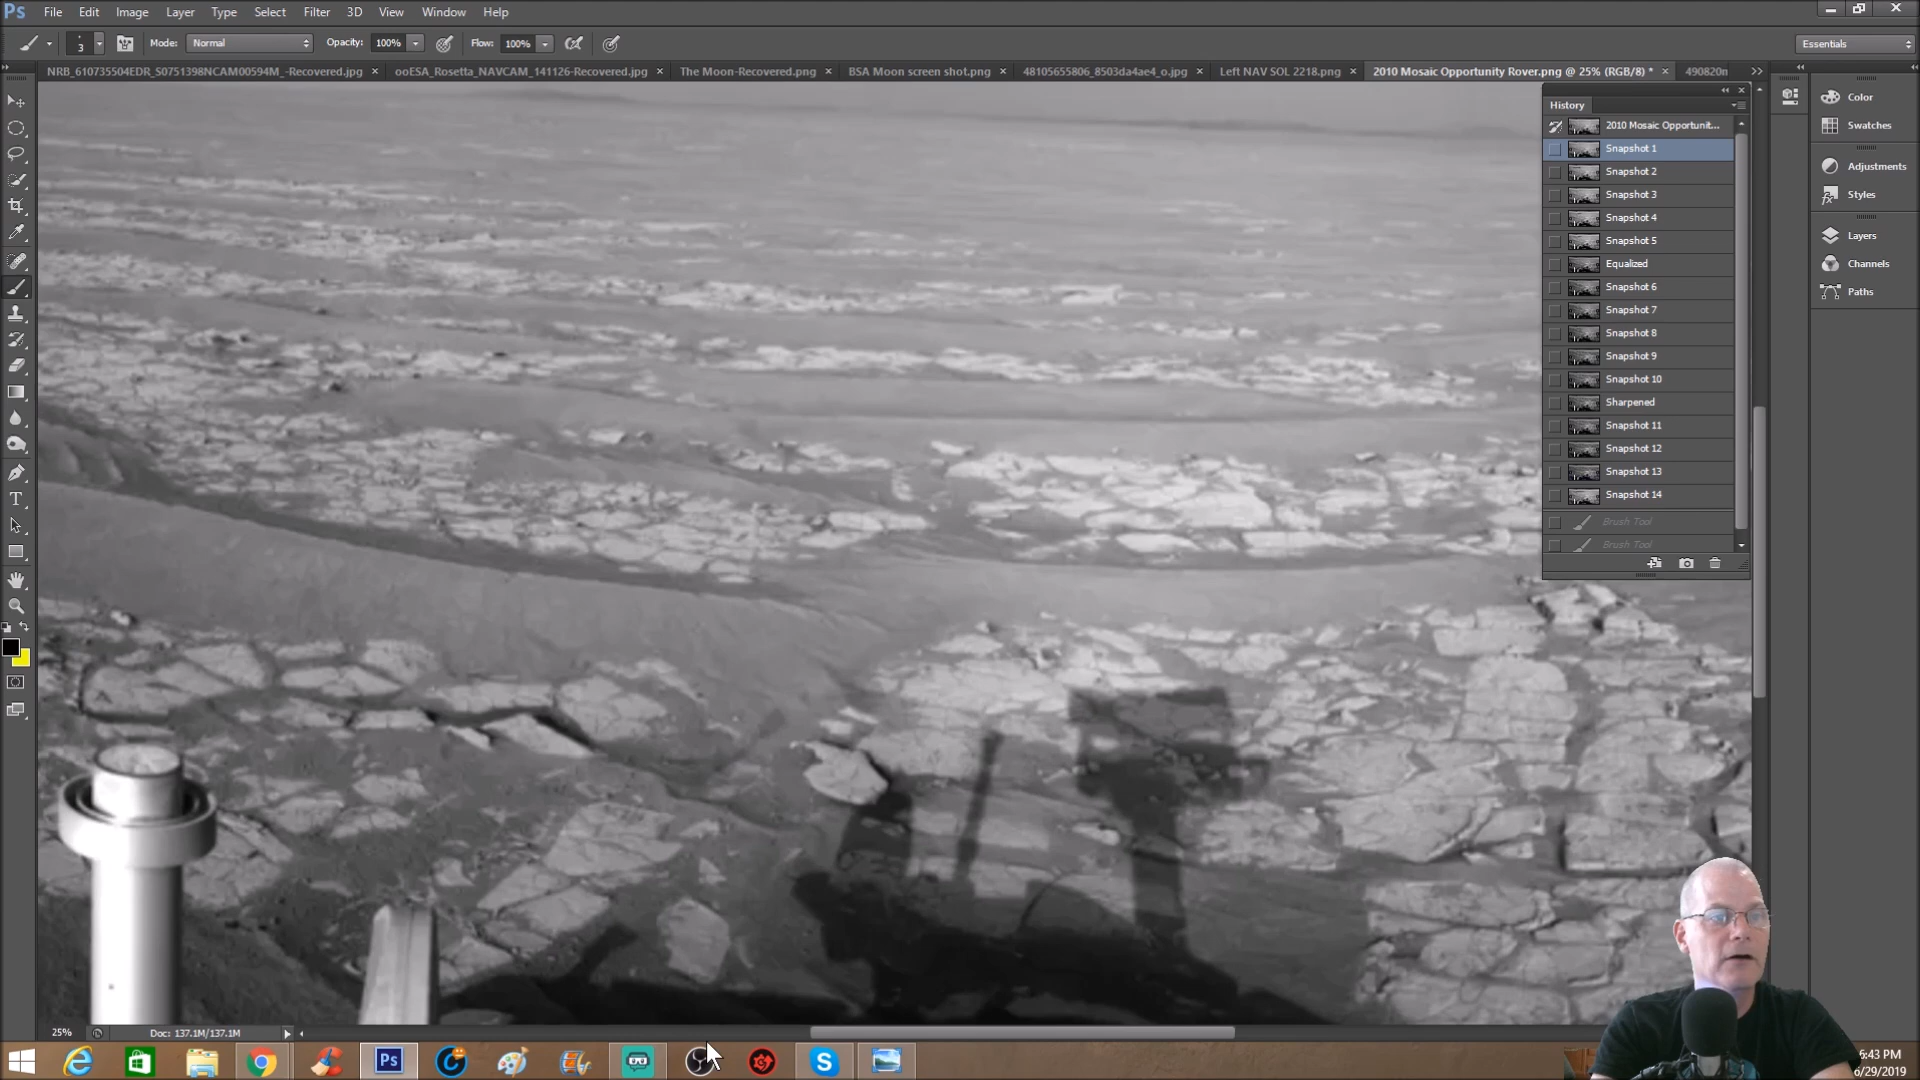 Ps File Edit Image Layer Type Select Filter 3D View Window Help
3 Mode: Normal Opacity: 100% Flow: 100% Essentials
NRB_610735504EDR_S0751398NCAM00594M_-Recovered.jpg × ooESA_Rosetta_NAVCAM_141126-Recovered.jpg × The Moon-Recovered.png × BSA Moon screen shot.png × 48105655806_8503da4ae4_o.jpg × Left NAV SOL 2218.png × 2010 Mosaic Opportunity Rover.png @ 25% (RGB/8) * × 490820
History
2010 Mosaic Opportunit...
Snapshot 1
Snapshot 2
Snapshot 3
Snapshot 4
Snapshot 5
Equalized
Snapshot 6
Snapshot 7
Snapshot 8
Snapshot 9
Snapshot 10
Sharpened
Snapshot 11
Snapshot 12
Snapshot 13
Snapshot 14
Brush Tool
Brush Tool
Color
Swatches
Adjustments
Styles
Layers
Channels
Paths
25% Doc: 137.1M/137.1M
Ps
6:43 PM
6/29/2019